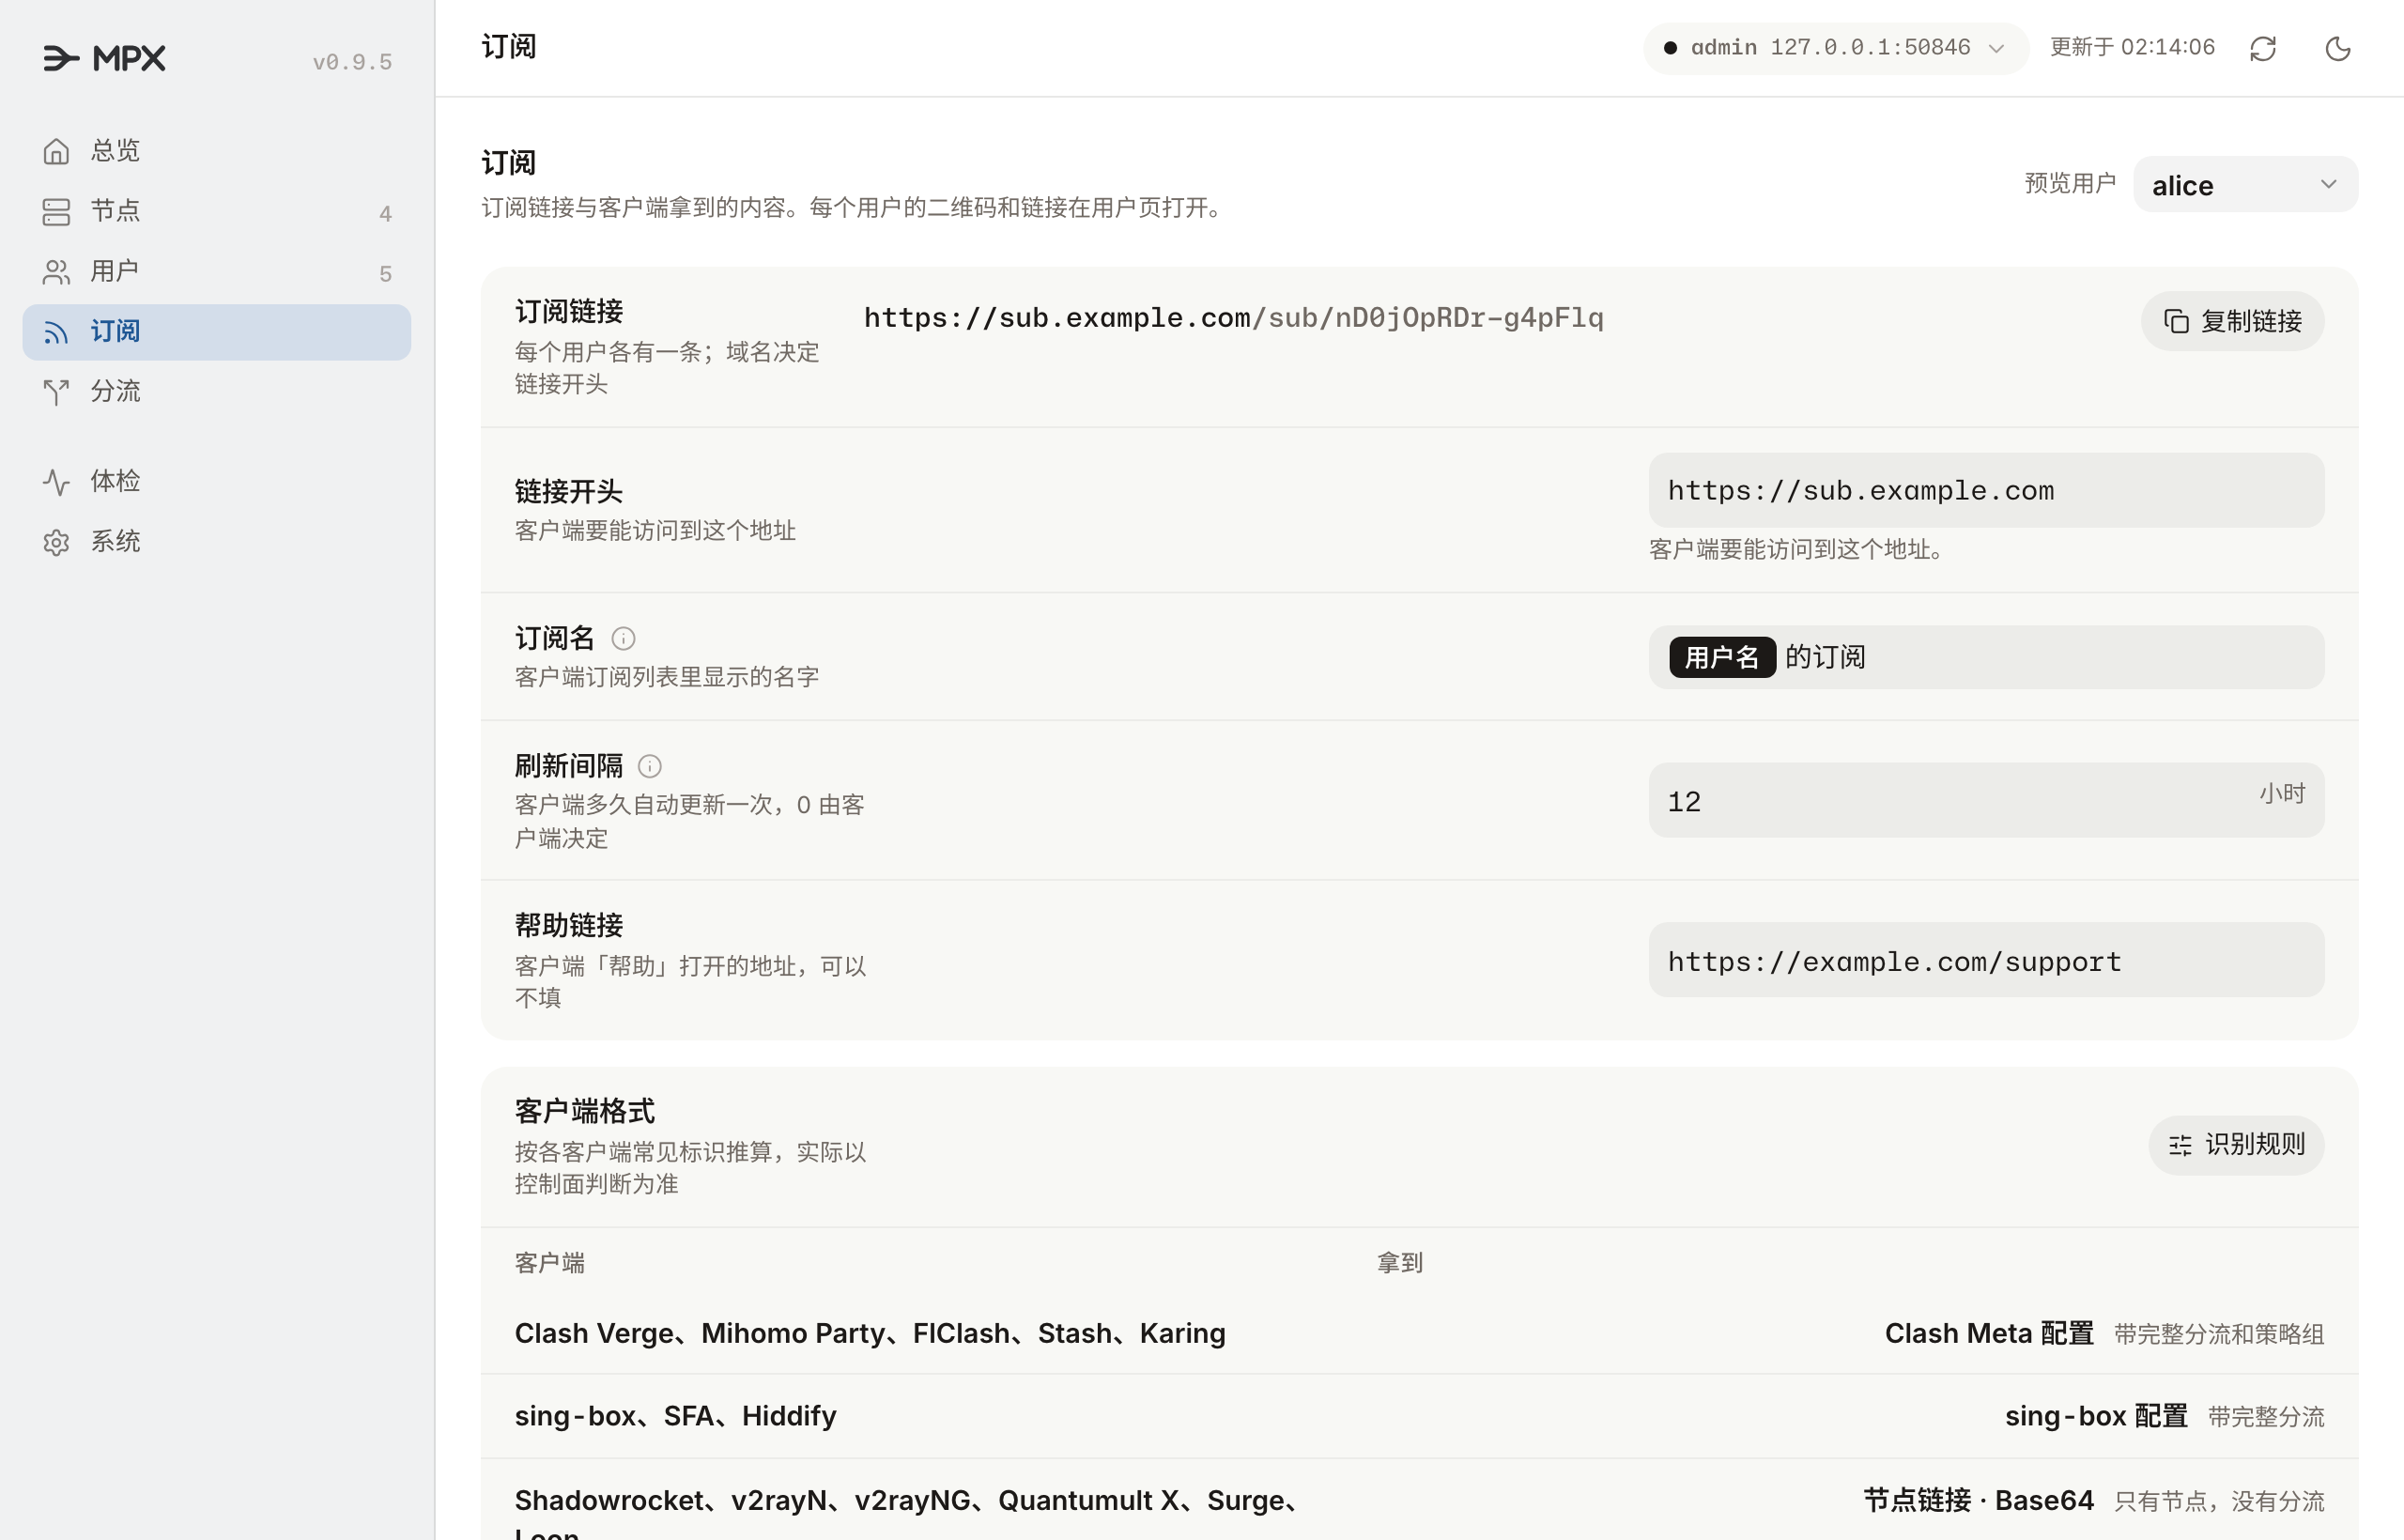 MPX
v0.9.5
总览
节点 4
用户 5
订阅
分流
体检
系统
订阅
admin 127.0.0.1:50846
更新于 02:14:06
订阅
订阅链接与客户端拿到的内容。每个用户的二维码和链接在用户页打开。
预览用户 alice
订阅链接
每个用户各有一条；域名决定
链接开头
https://sub.example.com/sub/nD0jOpRDr-g4pFlq
复制链接
链接开头
客户端要能访问到这个地址
https://sub.example.com
客户端要能访问到这个地址。
订阅名
客户端订阅列表里显示的名字
用户名 的订阅
刷新间隔
客户端多久自动更新一次，0 由客
户端决定
12 小时
帮助链接
客户端「帮助」打开的地址，可以
不填
https://example.com/support
客户端格式
按各客户端常见标识推算，实际以
控制面判断为准
识别规则
客户端 拿到
Clash Verge、Mihomo Party、FlClash、Stash、Karing
Clash Meta 配置 带完整分流和策略组
sing-box、SFA、Hiddify
sing-box 配置 带完整分流
Shadowrocket、v2rayN、v2rayNG、Quantumult X、Surge、
节点链接 · Base64 只有节点，没有分流